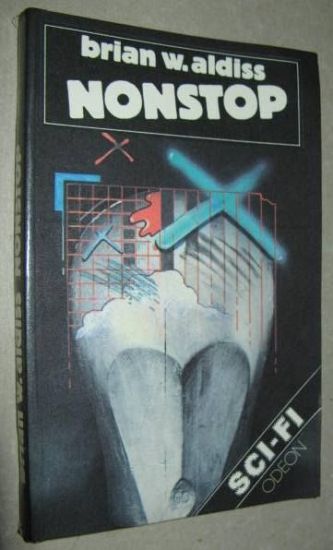 brian w. aldiss
NONSTOP
SCI-FI
ODEON
brian w. aldiss NONSTOP